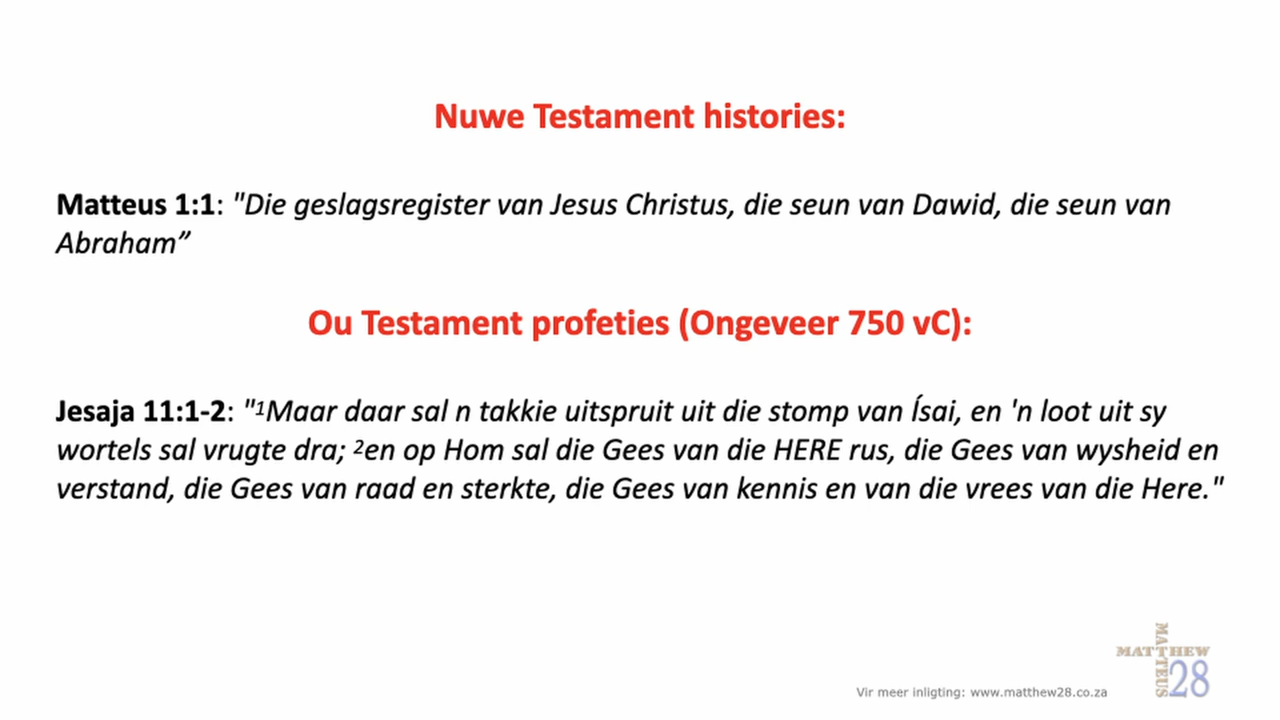 Nuwe Testament histories:
Matteus 1:1: "Die geslagsregister van Jesus Christus, die seun van Dawid, die seun van
Abraham”
Ou Testament profeties (Ongeveer 750 vC):
Jesaja 11:1-2: "¹Maar daar sal n takkie uitspruit uit die stomp van Ísai, en 'n loot uit sy
wortels sal vrugte dra; ²en op Hom sal die Gees van die HERE rus, die Gees van wysheid en
verstand, die Gees van raad en sterkte, die Gees van kennis en van die vrees van die Here."
MATTHEW
MATTEUS
28
Vir meer inligting: www.matthew28.co.za